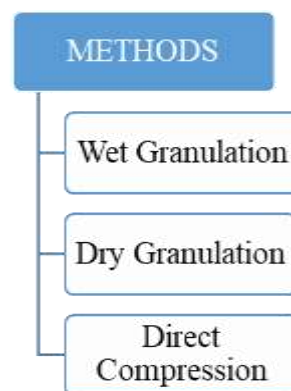 METHODS
Wet Granulation
Dry Granulation
Direct
Compression